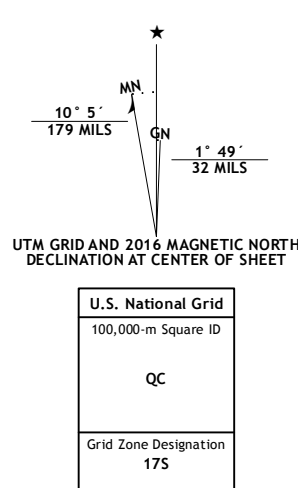 ★
MN
10° 5´
179 MILS
GN
1° 49´
32 MILS
UTM GRID AND 2016 MAGNETIC NORTH
DECLINATION AT CENTER OF SHEET
U.S. National Grid
100,000-m Square ID
QC
Grid Zone Designation
17S